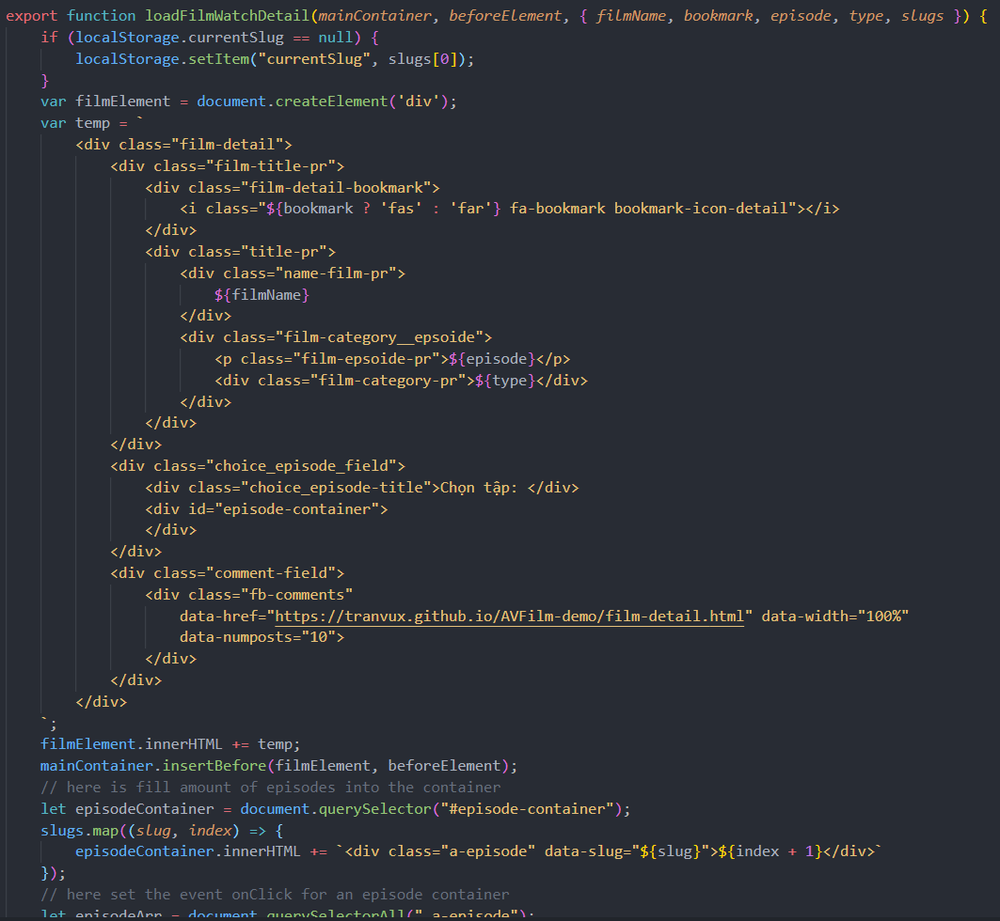 export function loadFilmWatchDetail(mainContainer, beforeElement, { filmName, bookmark, episode, type, slugs }) {
    if (localStorage.currentSlug == null) {
        localStorage.setItem("currentSlug", slugs[0]);
    }
    var filmElement = document.createElement('div');
    var temp = `
        <div class="film-detail">
            <div class="film-title-pr">
                <div class="film-detail-bookmark">
                    <i class="${bookmark ? 'fas' : 'far'} fa-bookmark bookmark-icon-detail"></i>
                </div>
                <div class="title-pr">
                    <div class="name-film-pr">
                        ${filmName}
                    </div>
                    <div class="film-category__epsoide">
                        <p class="film-epsoide-pr">${episode}</p>
                        <div class="film-category-pr">${type}</div>
                    </div>
                </div>
            </div>
            <div class="choice_episode_field">
                <div class="choice_episode-title">Chọn tập: </div>
                <div id="episode-container">
                </div>
            </div>
            <div class="comment-field">
                <div class="fb-comments"
                    data-href="https://tranvux.github.io/AVFilm-demo/film-detail.html" data-width="100%"
                    data-numposts="10">
                </div>
            </div>
        </div>
    `;
    filmElement.innerHTML += temp;
    mainContainer.insertBefore(filmElement, beforeElement);
    // here is fill amount of episodes into the container
    let episodeContainer = document.querySelector("#episode-container");
    slugs.map((slug, index) => {
        episodeContainer.innerHTML += `<div class="a-episode" data-slug="${slug}">${index + 1}</div>`
    });
    // here set the event onClick for an episode container
    let episodeArr = document.querySelectorAll(".a-episode");